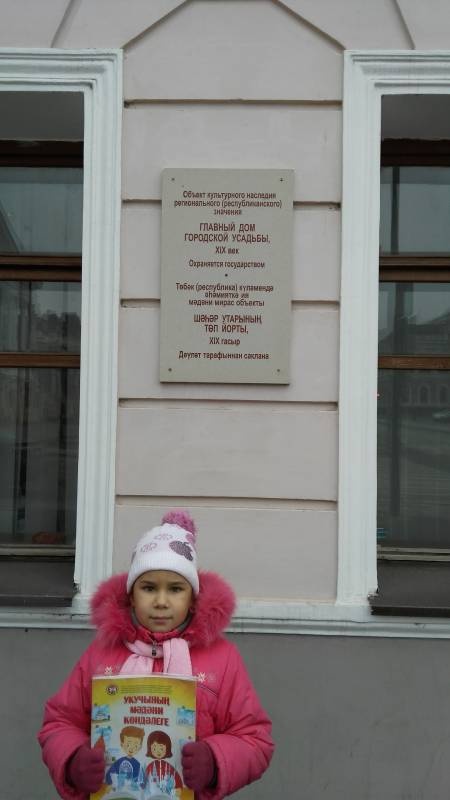 Объект культурного наследия
регионального (республиканского)
значения
ГЛАВНЫЙ ДОМ
ГОРОДСКОЙ УСАДЬБЫ,
XIX век
Охраняется государством
Төбәк (республика) күләмендә
әһәмияткә ия
мәдәни мирас объекты
ШӘҺӘР УТАРЫНЫҢ
ТӨП ЙОРТЫ,
XIX гасыр
Дәүләт тарафыннан саклана
УКУЧЫНЫҢ
МӘДӘНИ
КӨНДӘЛЕГЕ